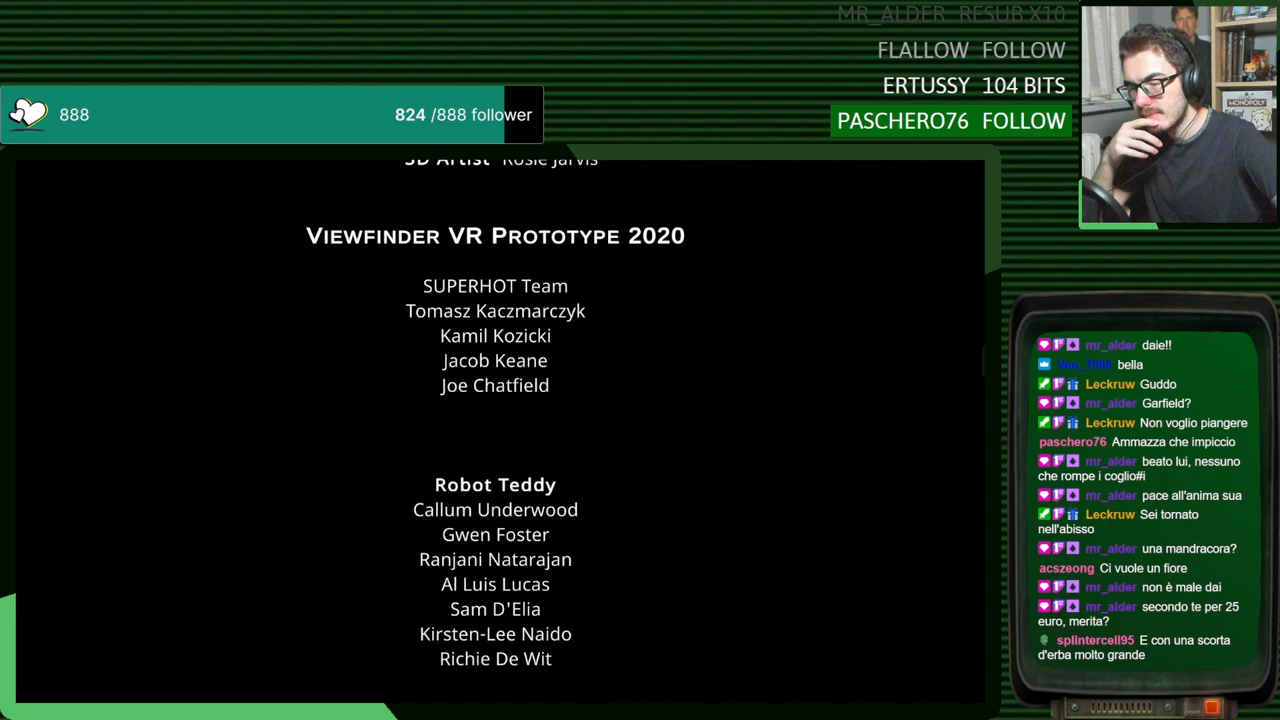 MR_ALDER RESUB X10
FLALLOW FOLLOW
ERTUSSY 104 BITS
PASCHERO76 FOLLOW
888
824 /888 follower
3D Artist Rosie Jarvis
VIEWFINDER VR PROTOTYPE 2020
SUPERHOT Team
Tomasz Kaczmarczyk
Kamil Kozicki
Jacob Keane
Joe Chatfield
Robot Teddy
Callum Underwood
Gwen Foster
Ranjani Natarajan
Al Luis Lucas
Sam D'Elia
Kirsten-Lee Naido
Richie De Wit
MONOPOLY
mr_alder daie!!
bella
Leckruw Guddo
mr_alder Garfield?
Leckruw Non voglio piangere
paschero76 Ammazza che impiccio
mr_alder beato lui, nessuno
che rompe i coglio#i
mr_alder pace all'anima sua
Leckruw Sei tornato
nell'abisso
mr_alder una mandracora?
acszeong Ci vuole un fiore
mr_alder non è male dai
mr_alder secondo te per 25
euro, merita?
splintercell95 E con una scorta
d'erba molto grande